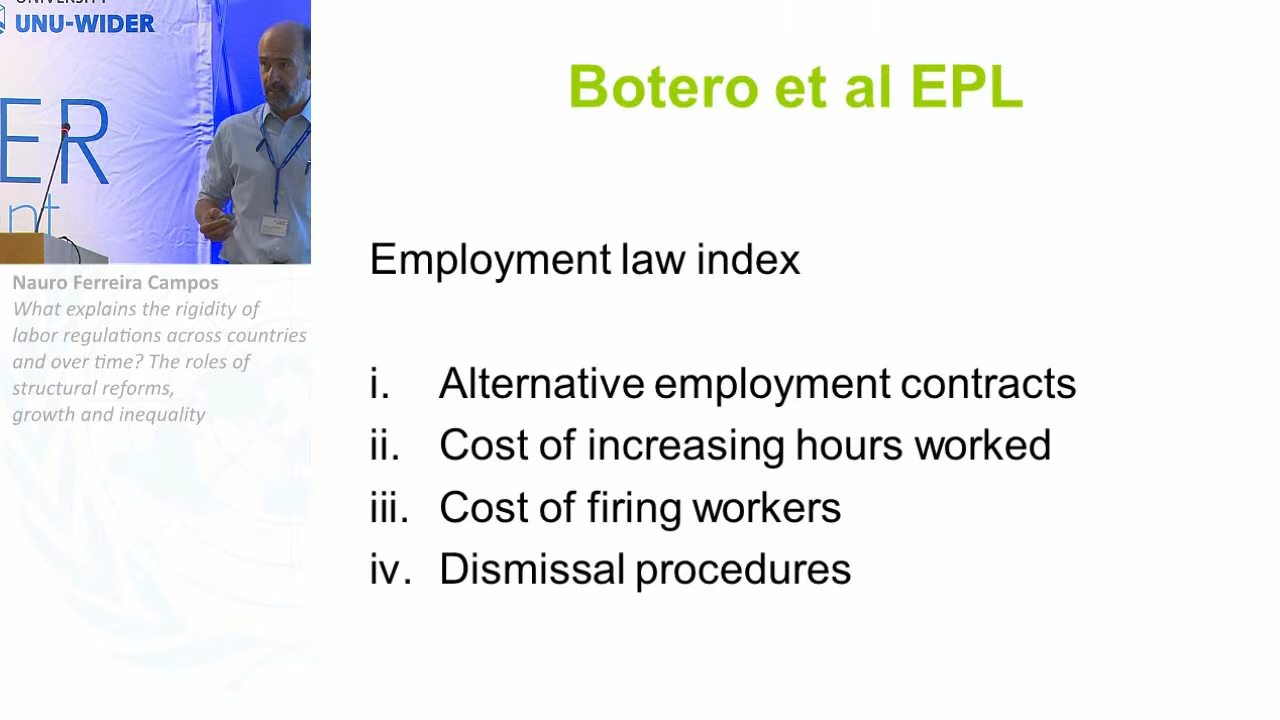 UNIVERSITY
UNU-WIDER
ER
nt
Nauro Ferreira Campos
What explains the rigidity of
labor regulations across countries
and over time? The roles of
structural reforms,
growth and inequality
Botero et al EPL
Employment law index
i. Alternative employment contracts
ii. Cost of increasing hours worked
iii. Cost of firing workers
iv. Dismissal procedures